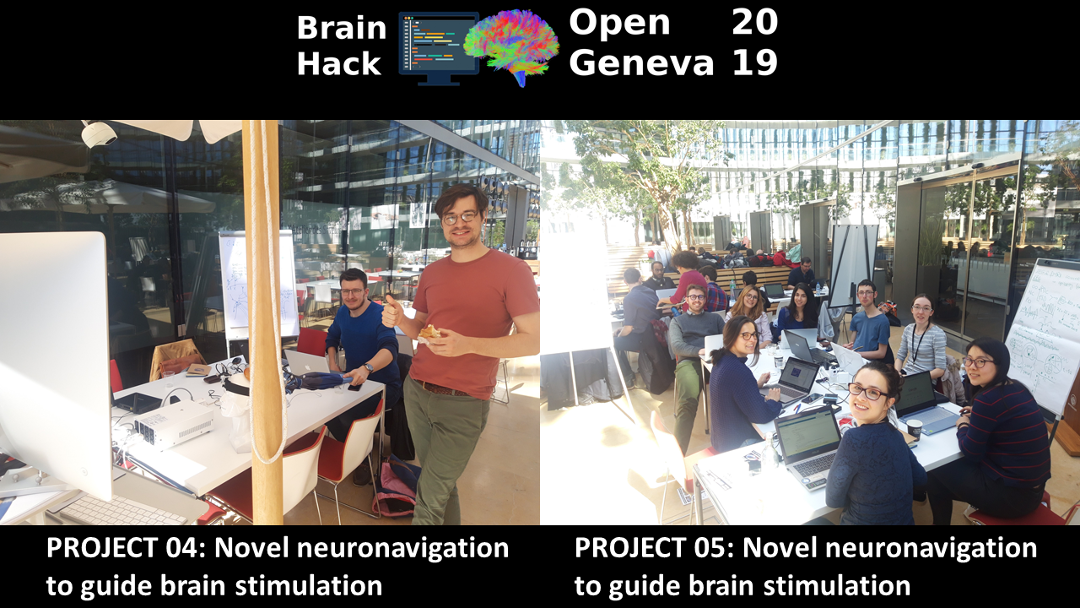 Brain Open 20
Hack Geneva 19
PROJECT 04: Novel neuronavigation
to guide brain stimulation
PROJECT 05: Novel neuronavigation
to guide brain stimulation